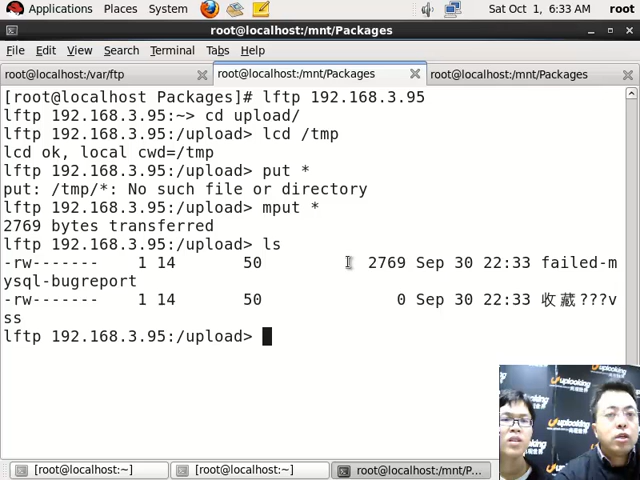 Applications Places System Sat Oct 1, 6:33 AM root
root@localhost:/mnt/Packages
File Edit View Search Terminal Tabs Help
root@localhost:/var/ftp root@localhost:/mnt/Packages root@localhost:/mnt/Packages
[root@localhost Packages]# lftp 192.168.3.95
lftp 192.168.3.95:~> cd upload/
lftp 192.168.3.95:/upload> lcd /tmp
lcd ok, local cwd=/tmp
lftp 192.168.3.95:/upload> put *
put: /tmp/*: No such file or directory
lftp 192.168.3.95:/upload> mput *
2769 bytes transferred
lftp 192.168.3.95:/upload> ls
-rw------- 1 14 50 2769 Sep 30 22:33 failed-m
ysql-bugreport
-rw------- 1 14 50 0 Sep 30 22:33 收藏???v
ss
lftp 192.168.3.95:/upload>
uplooking
uplooking
[root@localhost:~] [root@localhost:~] root@localhost:/mnt/P...